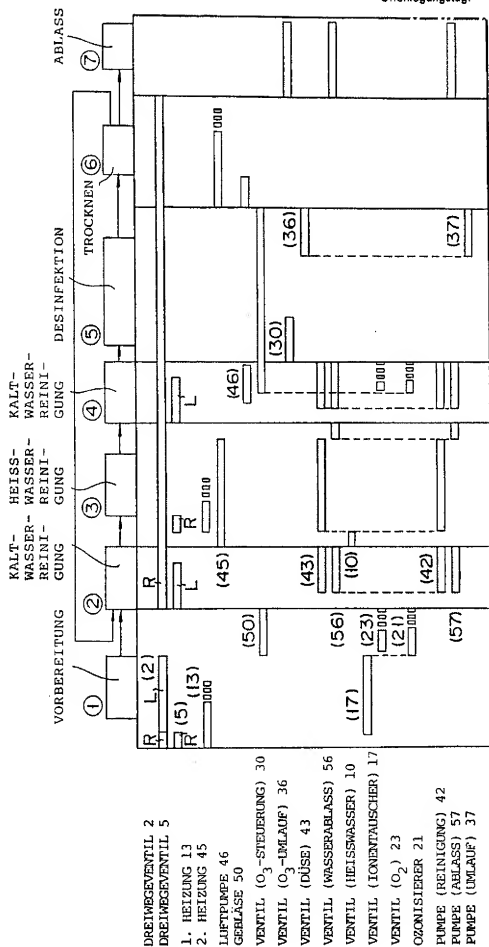 Offenlegungstag:
VORBEREITUNG
KALT-
WASSER-
REINI-
GUNG
HEISS-
WASSER-
REINI-
GUNG
KALT-
WASSER-
REINI-
GUNG
DESINFEKTION
TROCKNEN
ABLASS
1
2
3
4
5
6
7
DREIWEGEVENTIL 2
DREIWEGEVENTIL 5
1. HEIZUNG 13
2. HEIZUNG 45
LUFTPUMPE 46
GEBLÄSE 50
VENTIL (O3-STEUERUNG) 30
VENTIL (O3-UMLAUF) 36
VENTIL (DÜSE) 43
VENTIL (WASSERABLASS) 56
VENTIL (HEISSWASSER) 10
VENTIL (IONENTAUSCHER) 17
VENTIL (O2) 23
OZONISIERER 21
PUMPE (REINIGUNG) 42
PUMPE (ABLASS) 57
PUMPE (UMLAUF) 37
R
L
(2)
R
R
(5)
L
R
L
(13)
(45)
(46)
(50)
(30)
(36)
(43)
(56)
(10)
(17)
(23)
(21)
(42)
(57)
(37)